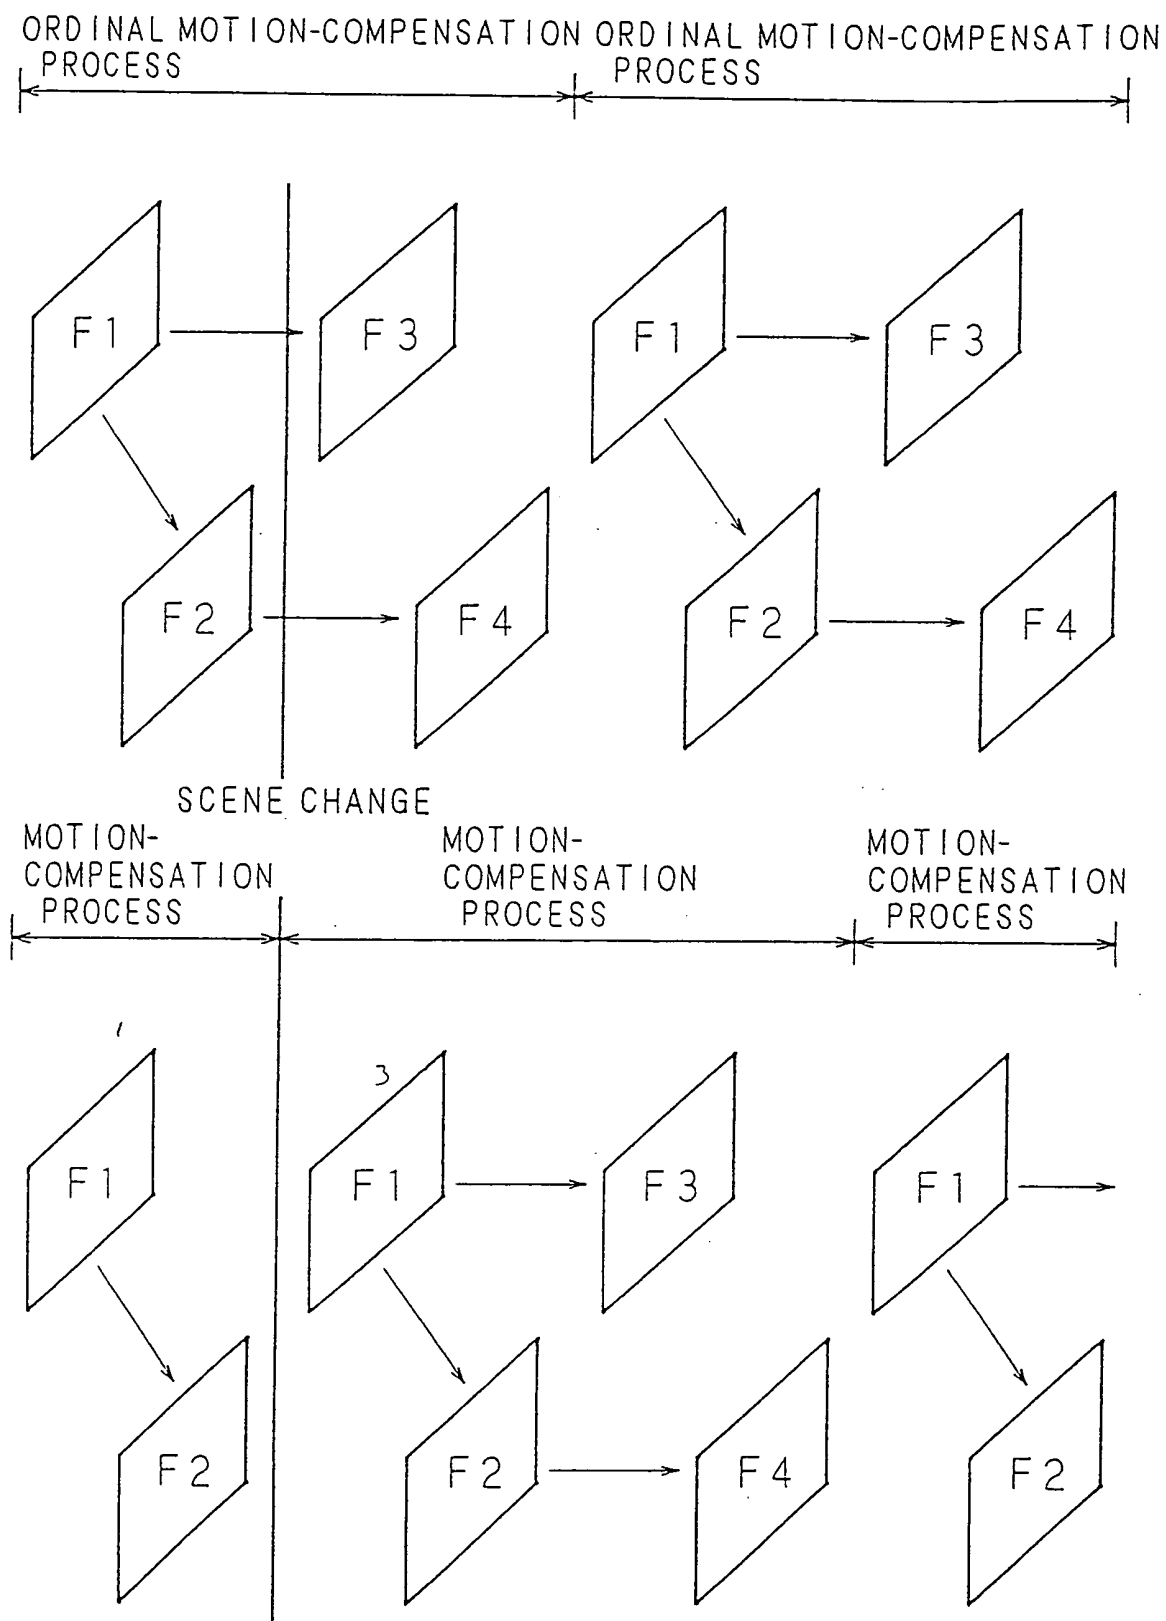 ORDINAL MOTION-COMPENSATION PROCESS
ORDINAL MOTION-COMPENSATION PROCESS
F1
F3
F1
F3
F2
F4
F2
F4
SCENE CHANGE
MOTION-
COMPENSATION
PROCESS
MOTION-
COMPENSATION
PROCESS
MOTION-
COMPENSATION
PROCESS
1
3
F1
F1
F3
F1
F2
F2
F4
F2